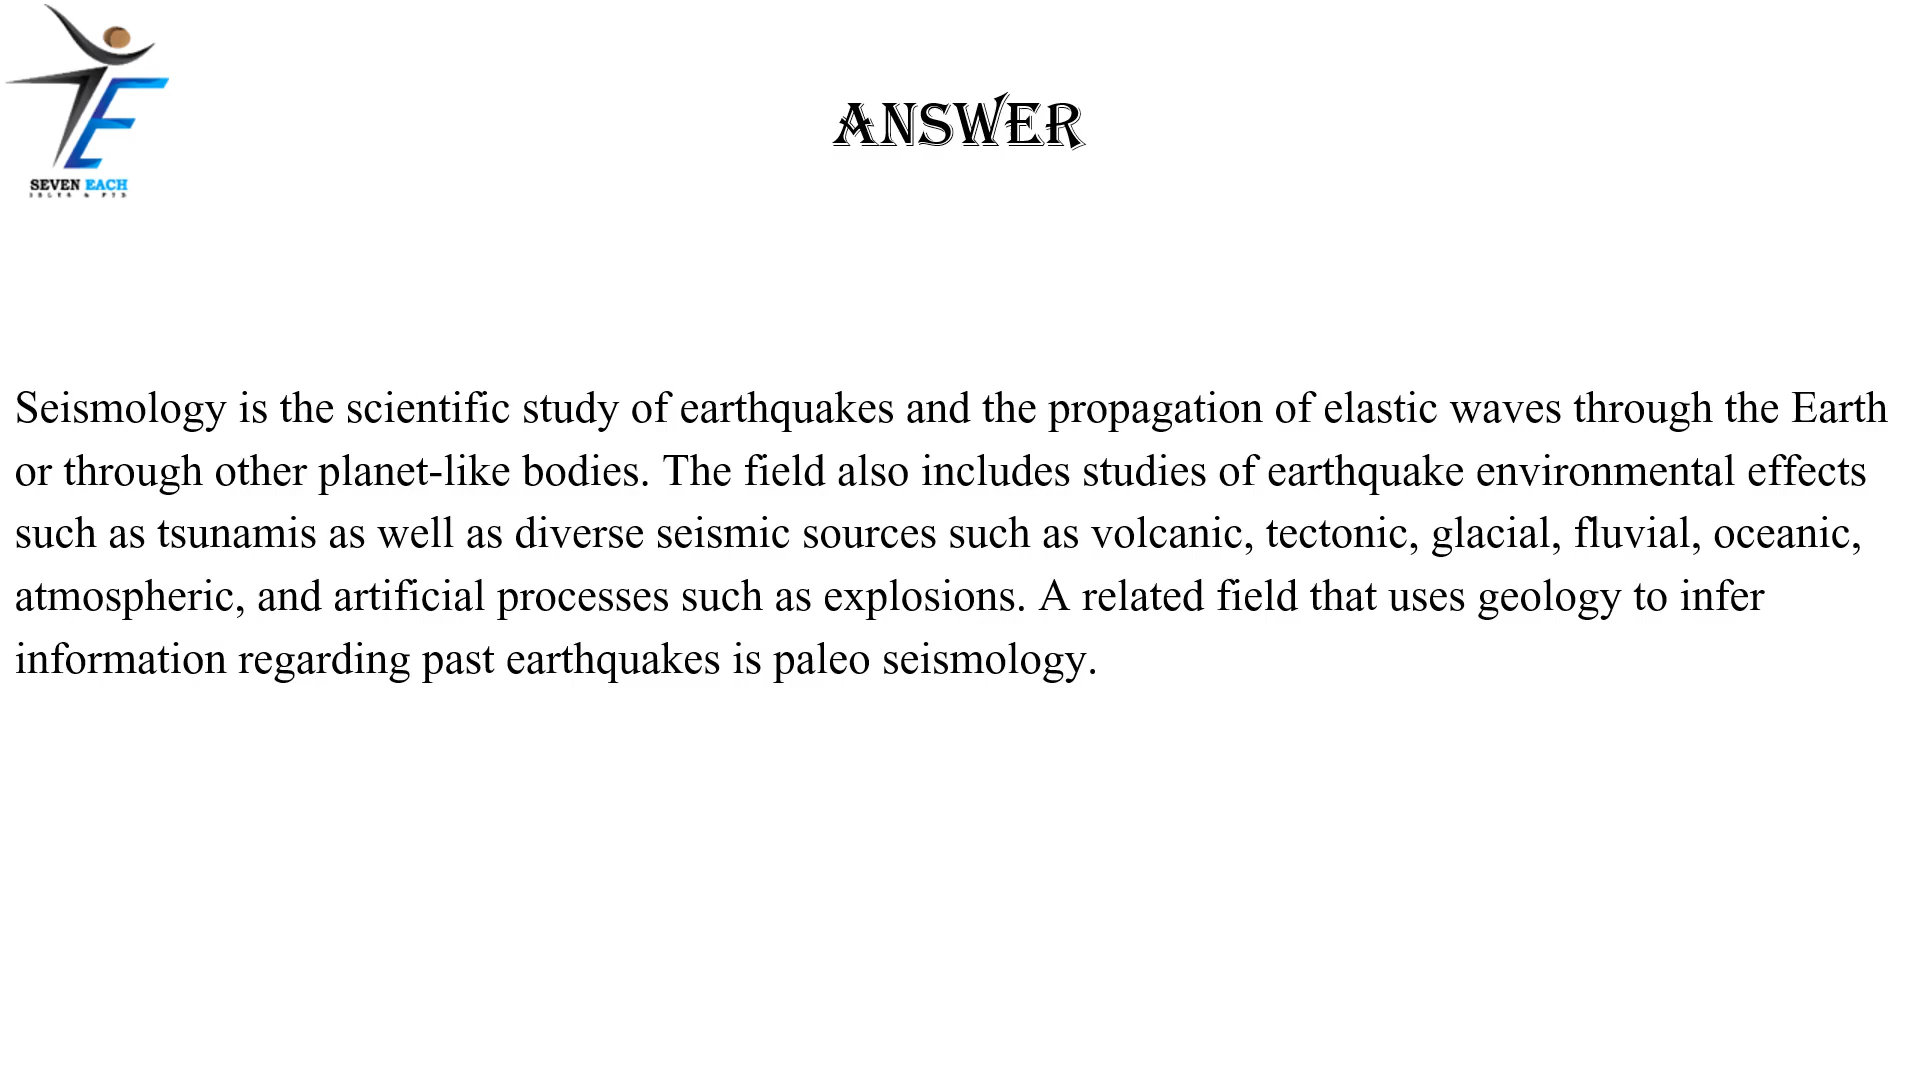 SEVEN EACH
ANSWER
Seismology is the scientific study of earthquakes and the propagation of elastic waves through the Earth
or through other planet-like bodies. The field also includes studies of earthquake environmental effects
such as tsunamis as well as diverse seismic sources such as volcanic, tectonic, glacial, fluvial, oceanic,
atmospheric, and artificial processes such as explosions. A related field that uses geology to infer
information regarding past earthquakes is paleo seismology.